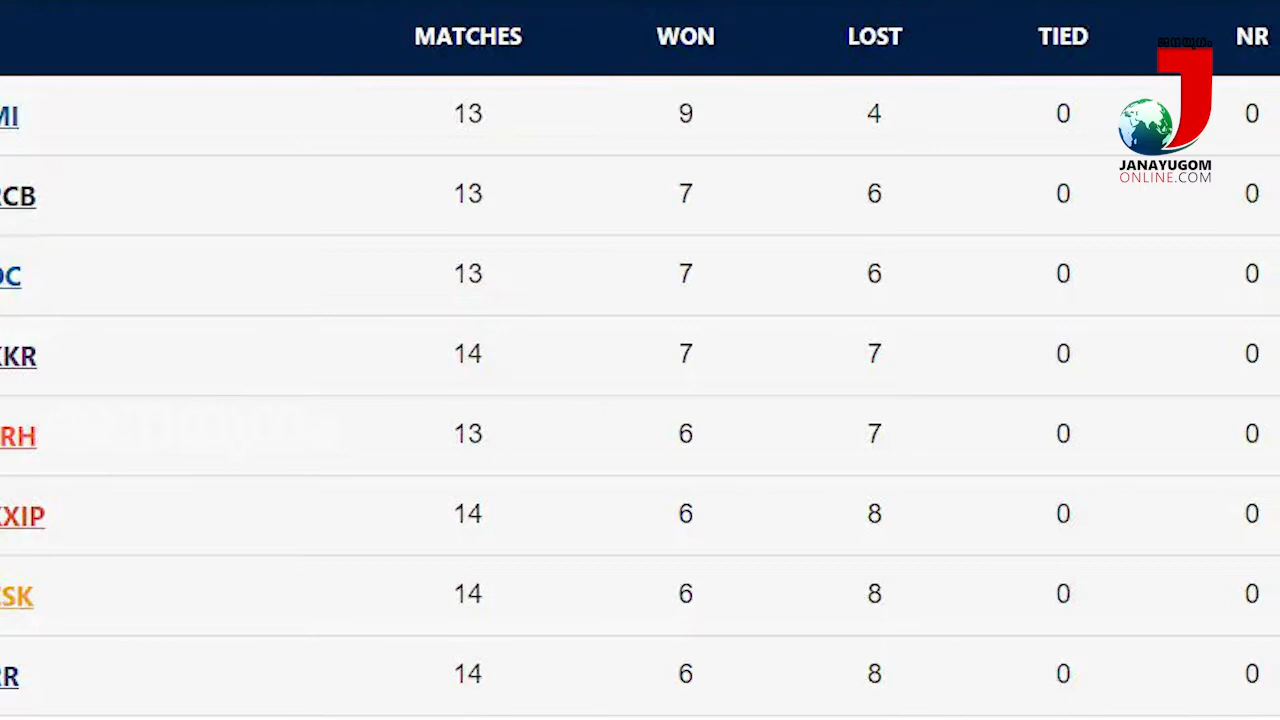 MATCHES WON LOST TIED NR
MI 13 9 4 0 0
RCB 13 7 6 0 0
DC 13 7 6 0 0
KKR 14 7 7 0 0
RH 13 6 7 0 0
KXIP 14 6 8 0 0
SK 14 6 8 0 0
RR 14 6 8 0 0
ജനയുഗം
JANAYUGOM
ONLINE.COM